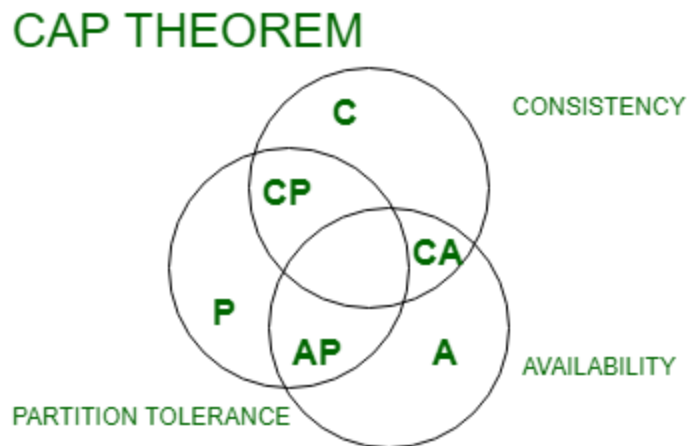 CAP THEOREM
C
CONSISTENCY
CP
CA
P
AP
A
AVAILABILITY
PARTITION TOLERANCE